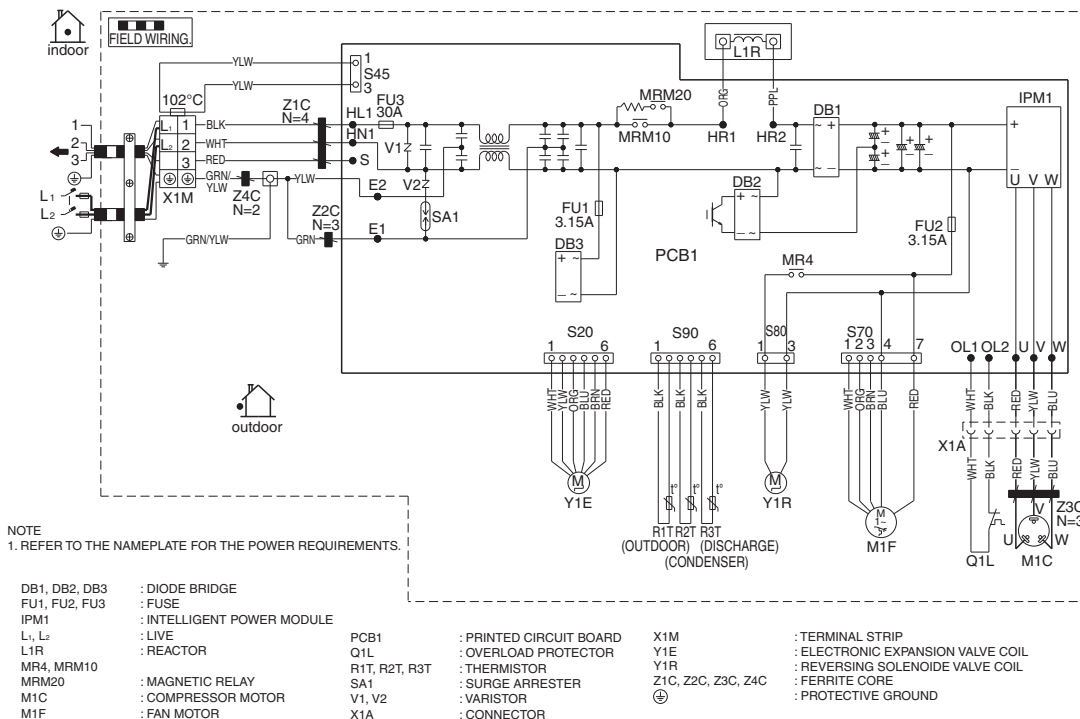 indoor
FIELD WIRING.
YLW
YLW
1
S45
3
102°C
Z1C
N=4
HL1
FU3
30A
HN1
S
V1
MRM20
MRM10
ORG
PPL
L1R
HR1
HR2
DB1
IPM1
+
−
U V W
1
2
3
L1 1
L2 2
3
X1M
BLK
WHT
RED
GRN/
YLW
Z4C
N=2
YLW
E2
V2
SA1
L1
L2
GRN/YLW
Z2C
N=3
GRN
E1
FU1
3.15A
DB3
DB2
FU2
3.15A
PCB1
MR4
S20
1 6
S90
1 6
S80
1 3
S70
1 2 3 4 7
OL1 OL2 U V W
WHT YLW ORG BLU BRN RED
BLK BLK BLK
YLW YLW
WHT ORG BRN BLU RED
WHT BLK RED YLW BLU
X1A
WHT BLK RED YLW BLU
outdoor
M
Y1E
t° t° t°
R1T R2T R3T
(OUTDOOR) (DISCHARGE)
(CONDENSER)
M
Y1R
M
1~
M1F
Q1L
U V W
M1C
Z3C
N=3
NOTE
1. REFER TO THE NAMEPLATE FOR THE POWER REQUIREMENTS.
DB1, DB2, DB3 : DIODE BRIDGE
FU1, FU2, FU3 : FUSE
IPM1 : INTELLIGENT POWER MODULE
L1, L2 : LIVE
L1R : REACTOR
MR4, MRM10
MRM20 : MAGNETIC RELAY
M1C : COMPRESSOR MOTOR
M1F : FAN MOTOR
PCB1 : PRINTED CIRCUIT BOARD
Q1L : OVERLOAD PROTECTOR
R1T, R2T, R3T : THERMISTOR
SA1 : SURGE ARRESTER
V1, V2 : VARISTOR
X1A : CONNECTOR
X1M : TERMINAL STRIP
Y1E : ELECTRONIC EXPANSION VALVE COIL
Y1R : REVERSING SOLENOIDE VALVE COIL
Z1C, Z2C, Z3C, Z4C : FERRITE CORE
: PROTECTIVE GROUND